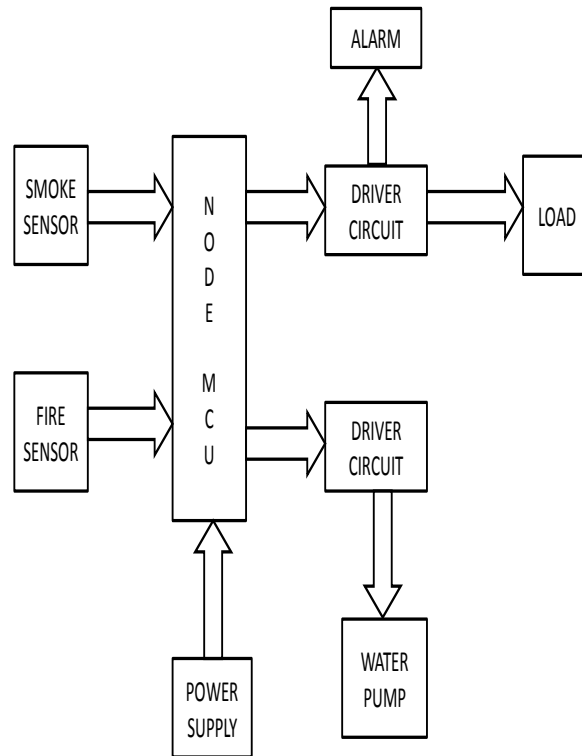 ALARM
SMOKE
SENSOR
N
O
D
E
M
C
U
DRIVER
CIRCUIT
LOAD
FIRE
SENSOR
DRIVER
CIRCUIT
POWER
SUPPLY
WATER
PUMP